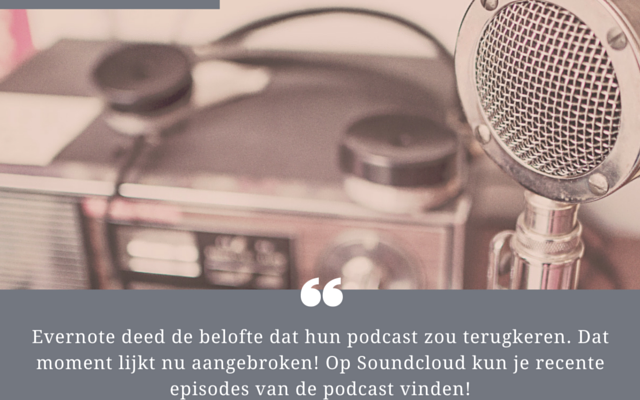 Evernote deed de belofte dat hun podcast zou terugkeren. Dat
moment lijkt nu aangebroken! Op Soundcloud kun je recente
episodes van de podcast vinden!